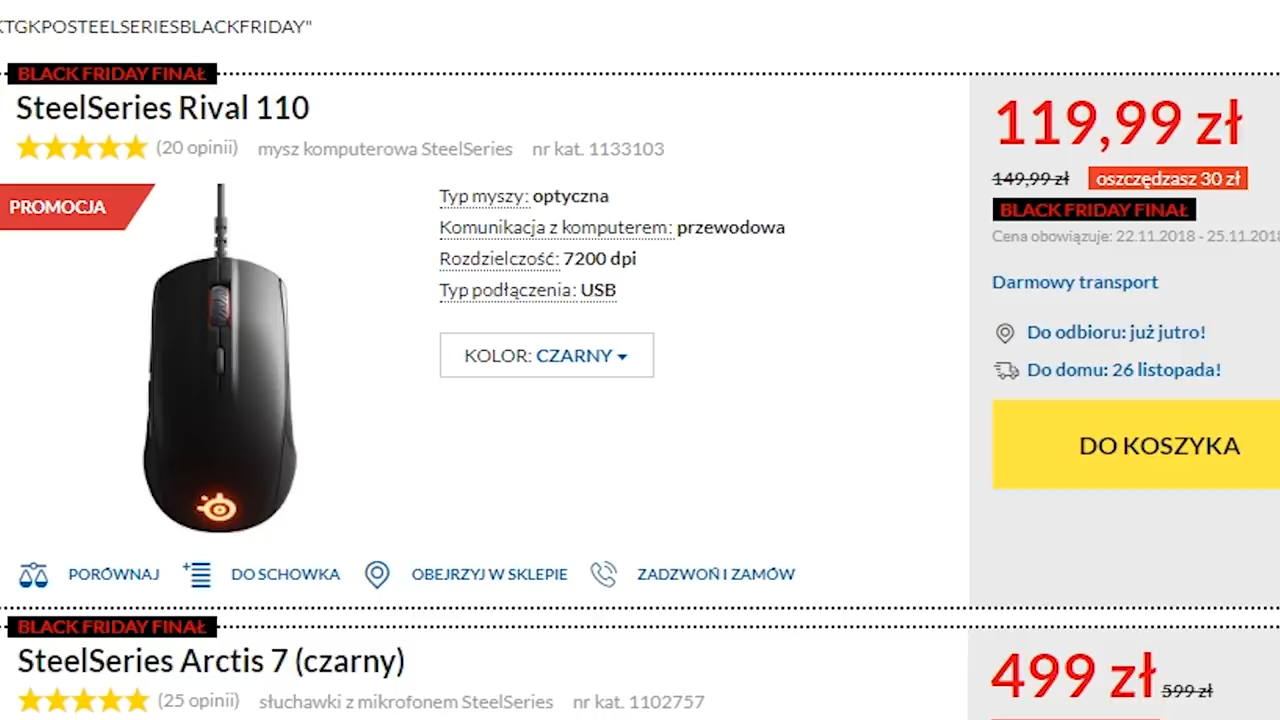 KTGKPOSTEELSERIESBLACKFRIDAY"
BLACK FRIDAY FINAŁ
SteelSeries Rival 110
(20 opinii) mysz komputerowa SteelSeries nr kat. 1133103
119,99 zł
149,99 zł oszczędzasz 30 zł
BLACK FRIDAY FINAŁ
Cena obowiązuje: 22.11.2018 - 25.11.2018
PROMOCJA
Typ myszy: optyczna
Komunikacja z komputerem: przewodowa
Rozdzielczość: 7200 dpi
Typ podłączenia: USB
KOLOR: CZARNY
Darmowy transport
Do odbioru: już jutro!
Do domu: 26 listopada!
DO KOSZYKA
PORÓWNAJ DO SCHOWKA OBEJRZYJ W SKLEPIE ZADZWOŃ I ZAMÓW
BLACK FRIDAY FINAŁ
SteelSeries Arctis 7 (czarny)
(25 opinii) słuchawki z mikrofonem SteelSeries nr kat. 1102757
499 zł 599 zł